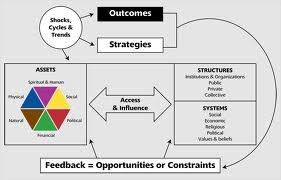 Shocks,
Cycles &
Trends
Outcomes
Strategies
ASSETS
Spiritual & Human
Physical
Social
Natural
Political
Financial
Access
& Influence
STRUCTURES
Institutions & Organizations
Public
Private
Collective
SYSTEMS
Social
Economic
Religious
Political
Values & beliefs
Feedback = Opportunities or Constraints